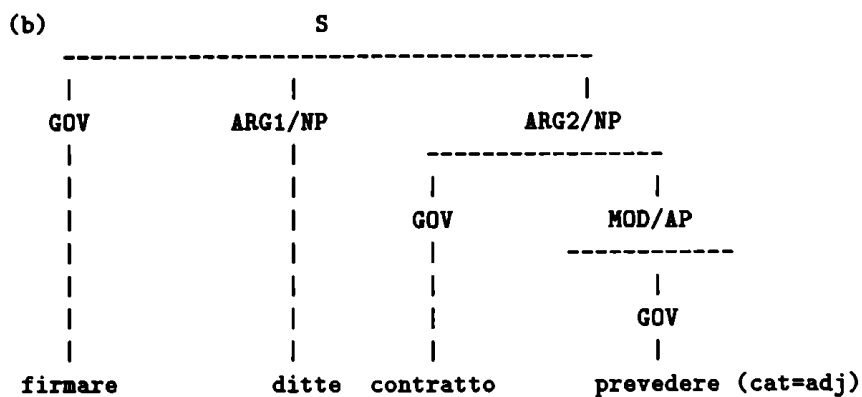 (b) S
GOV ARG1/NP ARG2/NP
GOV MOD/AP
GOV
firmare ditte contratto prevedere (cat=adj)